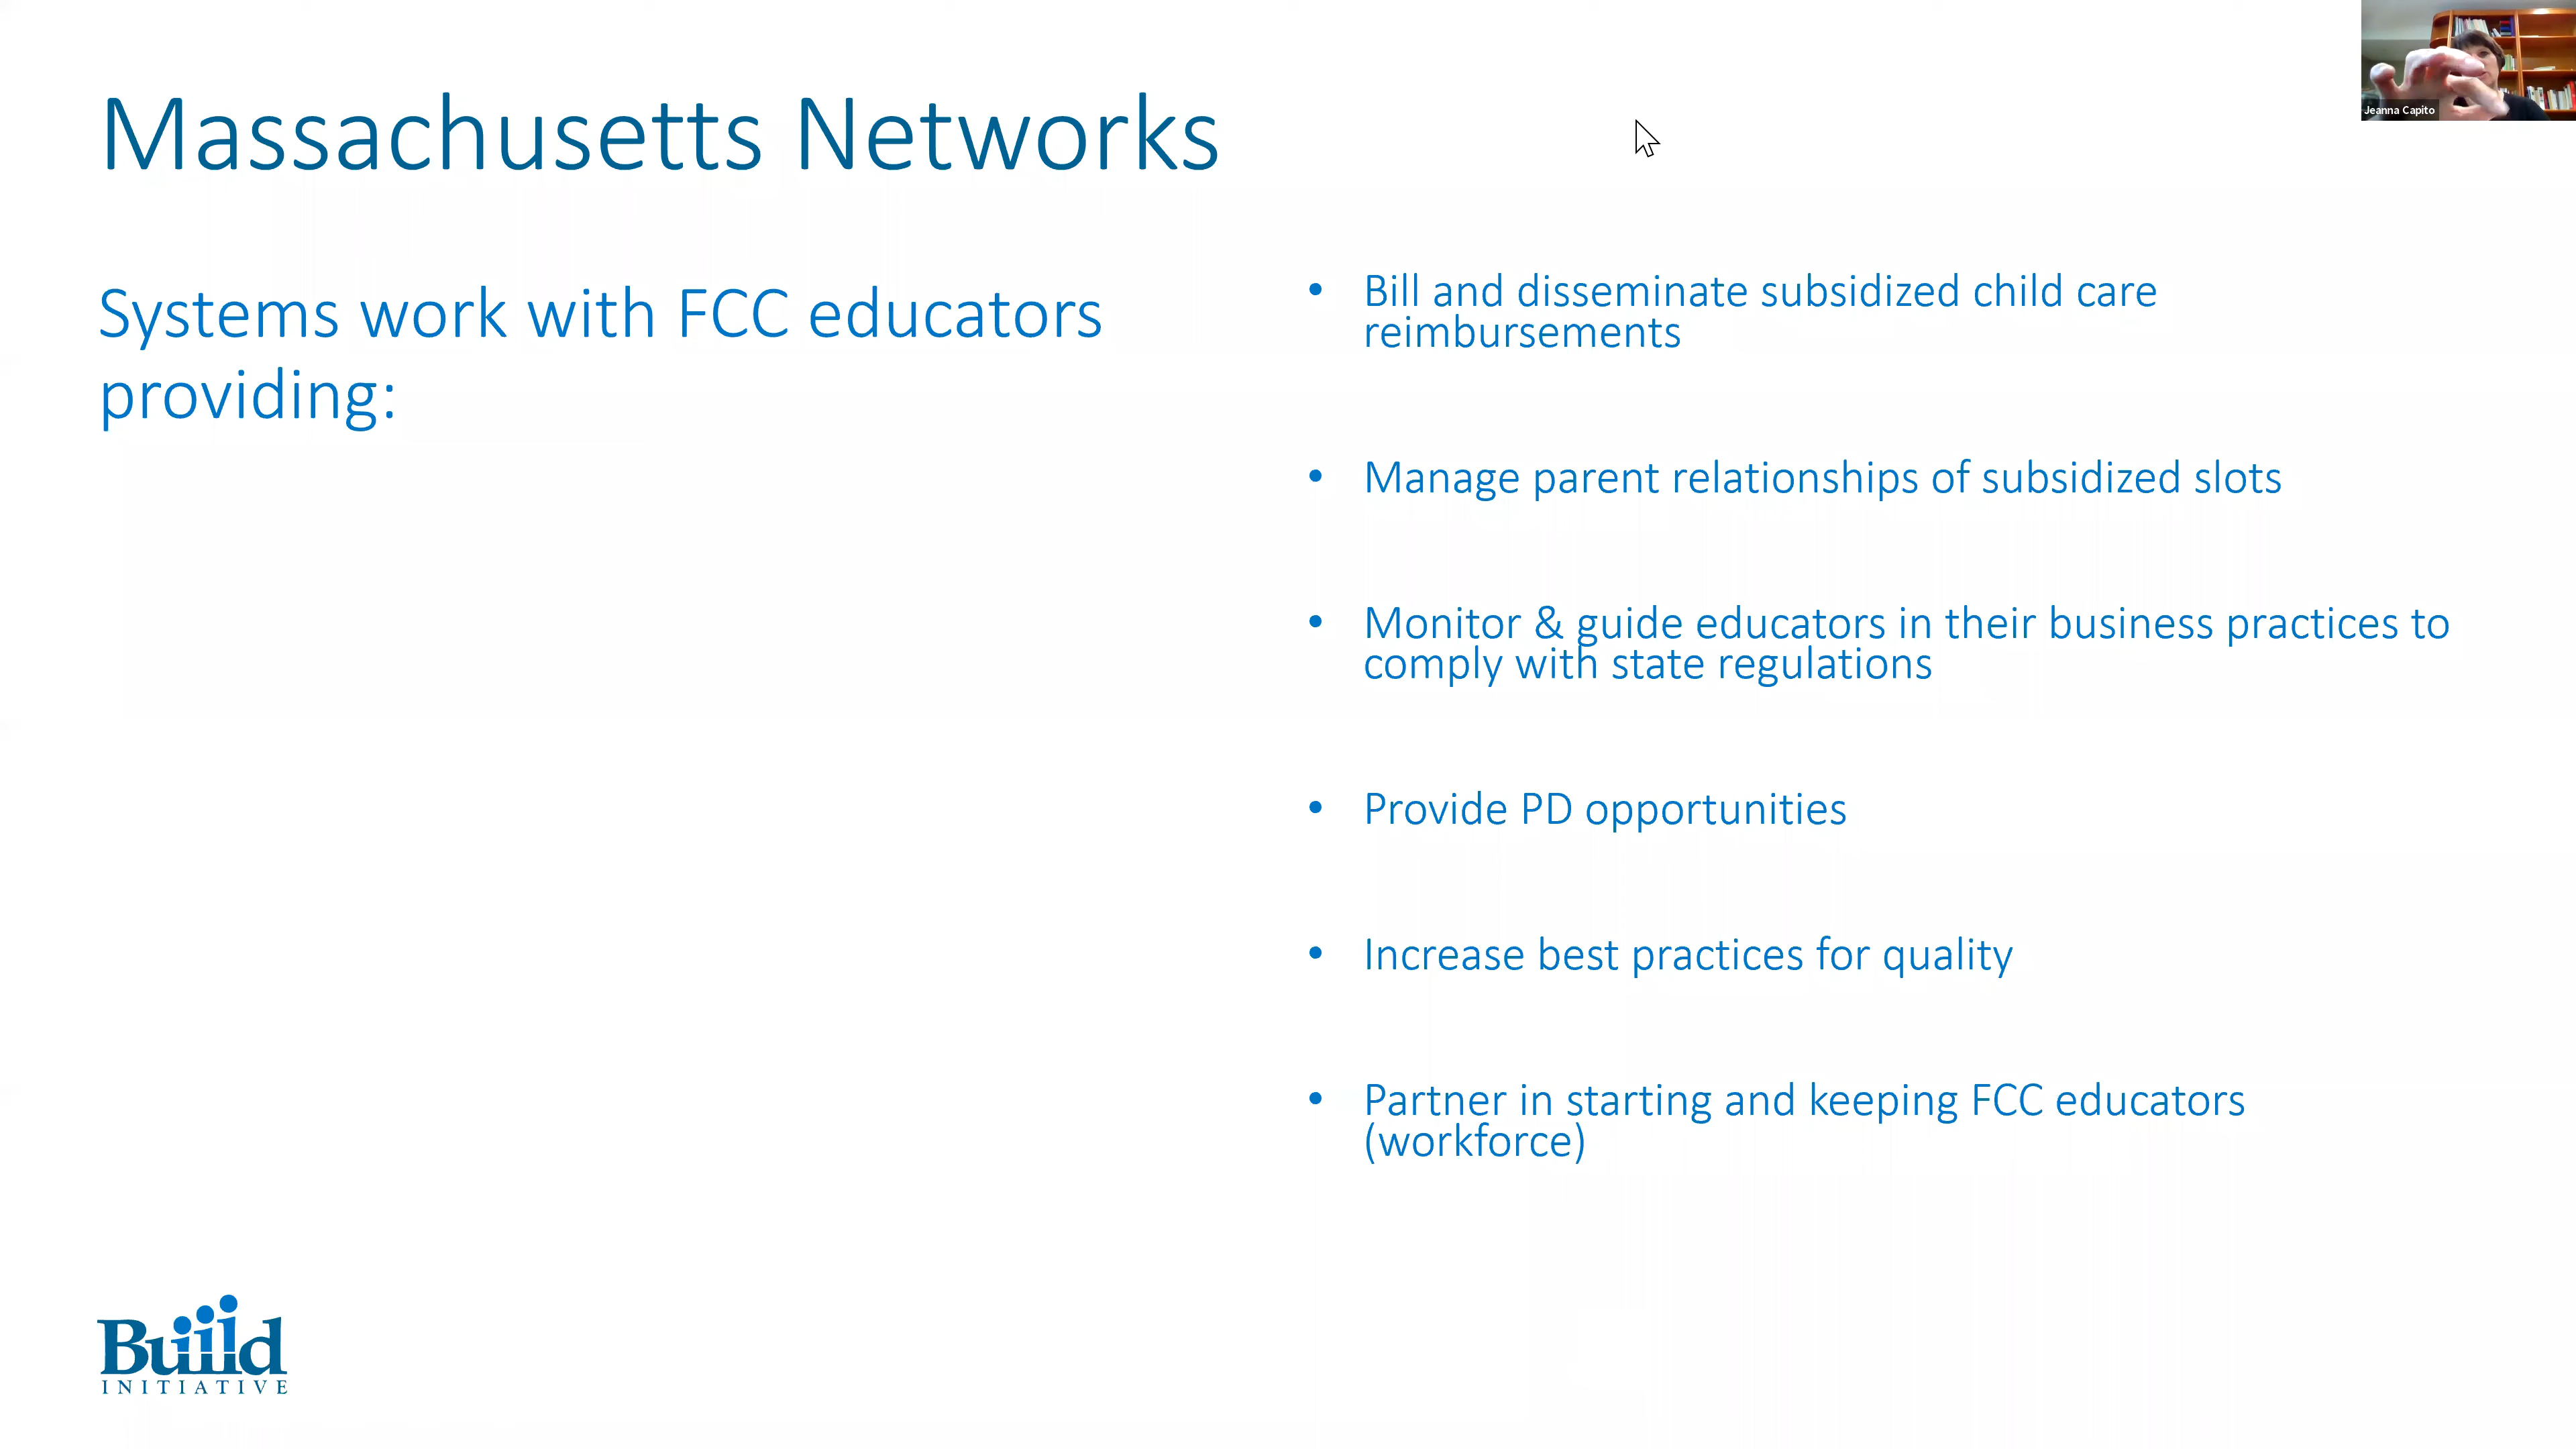 Massachusetts Networks
Jeanna Capito
Systems work with FCC educators
providing:
• Bill and disseminate subsidized child care
reimbursements
• Manage parent relationships of subsidized slots
• Monitor & guide educators in their business practices to
comply with state regulations
• Provide PD opportunities
• Increase best practices for quality
• Partner in starting and keeping FCC educators
(workforce)
Build
INITIATIVE